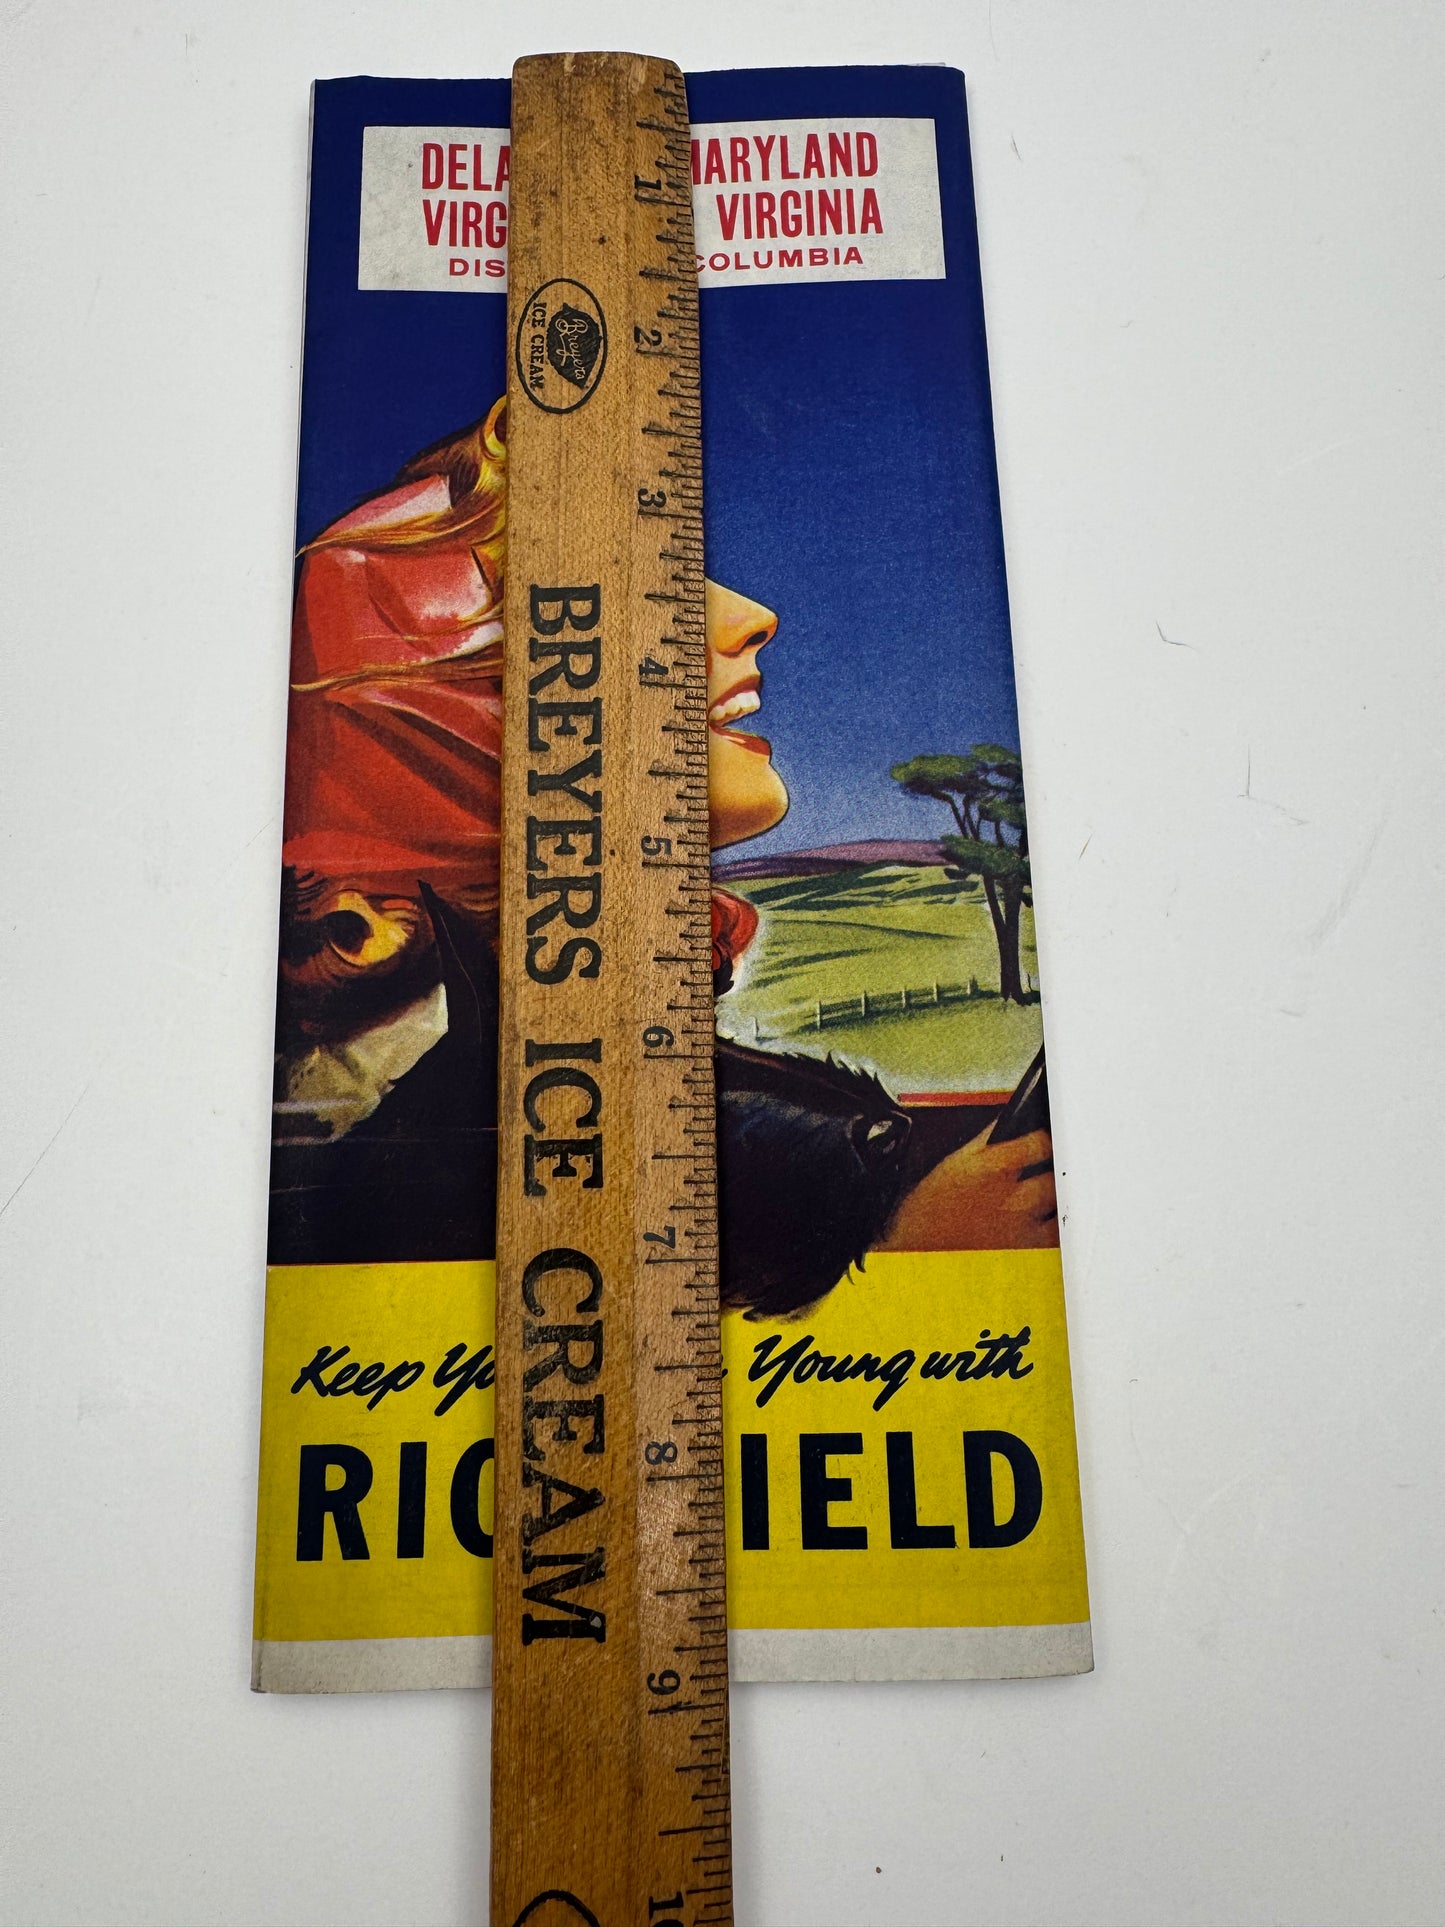 DELA MARYLAND
VIRG VIRGINIA
DIS COLUMBIA
Breyers
ICE CREAM
BREYERS ICE CREAM
1
2
3
4
5
6
7
8
9
10
Keep Yo Young with
RIC IELD